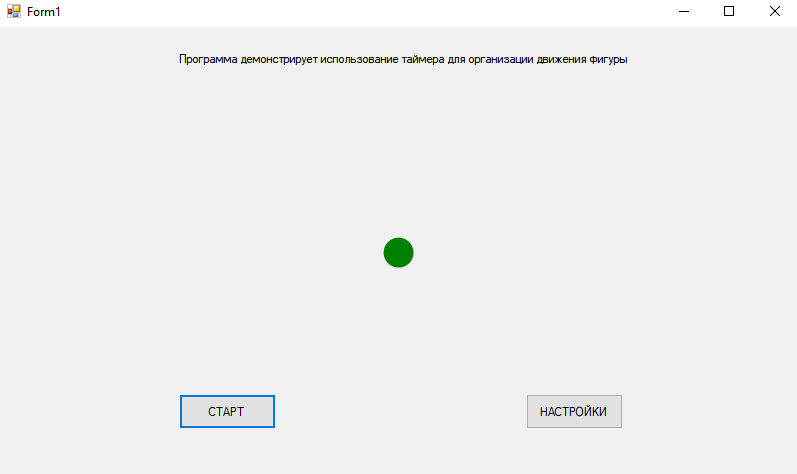 Form1
Программа демонстрирует использование таймера для организации движения фигуры
СТАРТ
НАСТРОЙКИ